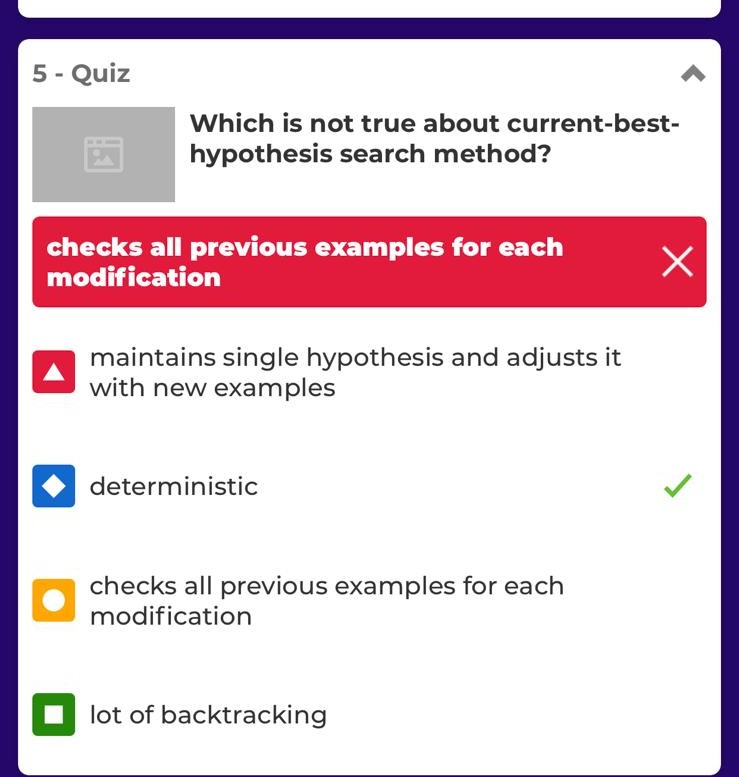 5 - Quiz
Which is not true about current-best-
hypothesis search method?
checks all previous examples for each
modification
maintains single hypothesis and adjusts it
with new examples
deterministic
checks all previous examples for each
modification
lot of backtracking